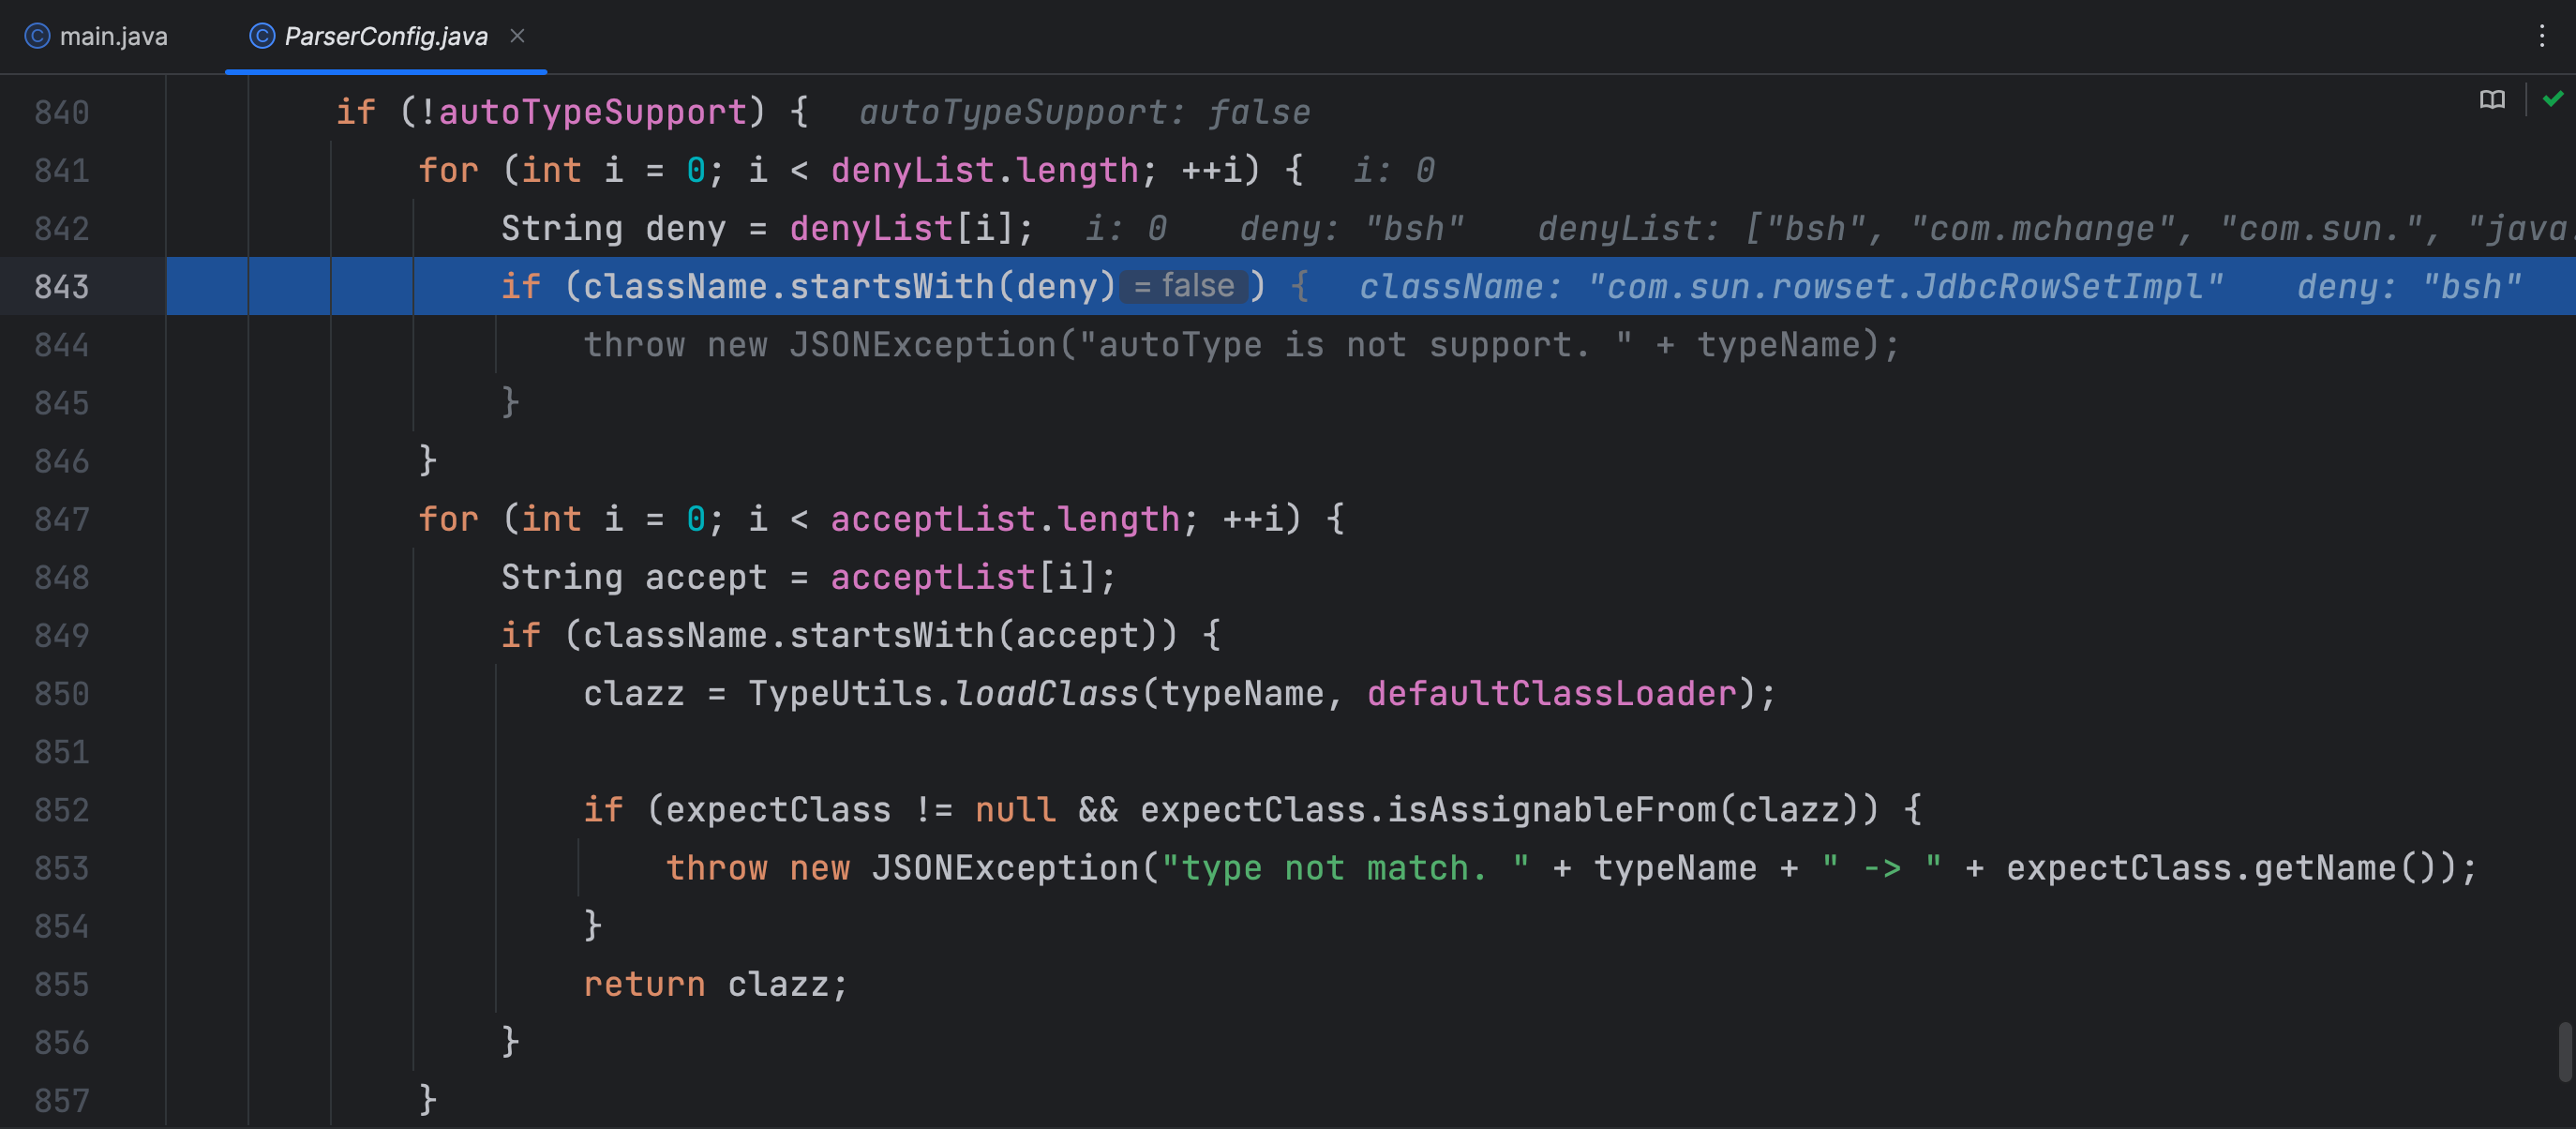 main.java ParserConfig.java
840 if (!autoTypeSupport) { autoTypeSupport: false
841 for (int i = 0; i < denyList.length; ++i) { i: 0
842 String deny = denyList[i]; i: 0 deny: "bsh" denyList: ["bsh", "com.mchange", "com.sun.", "java.
843 if (className.startsWith(deny) = false ) { className: "com.sun.rowset.JdbcRowSetImpl" deny: "bsh"
844 throw new JSONException("autoType is not support. " + typeName);
845 }
846 }
847 for (int i = 0; i < acceptList.length; ++i) {
848 String accept = acceptList[i];
849 if (className.startsWith(accept)) {
850 clazz = TypeUtils.loadClass(typeName, defaultClassLoader);
851
852 if (expectClass != null && expectClass.isAssignableFrom(clazz)) {
853 throw new JSONException("type not match. " + typeName + " -> " + expectClass.getName());
854 }
855 return clazz;
856 }
857 }